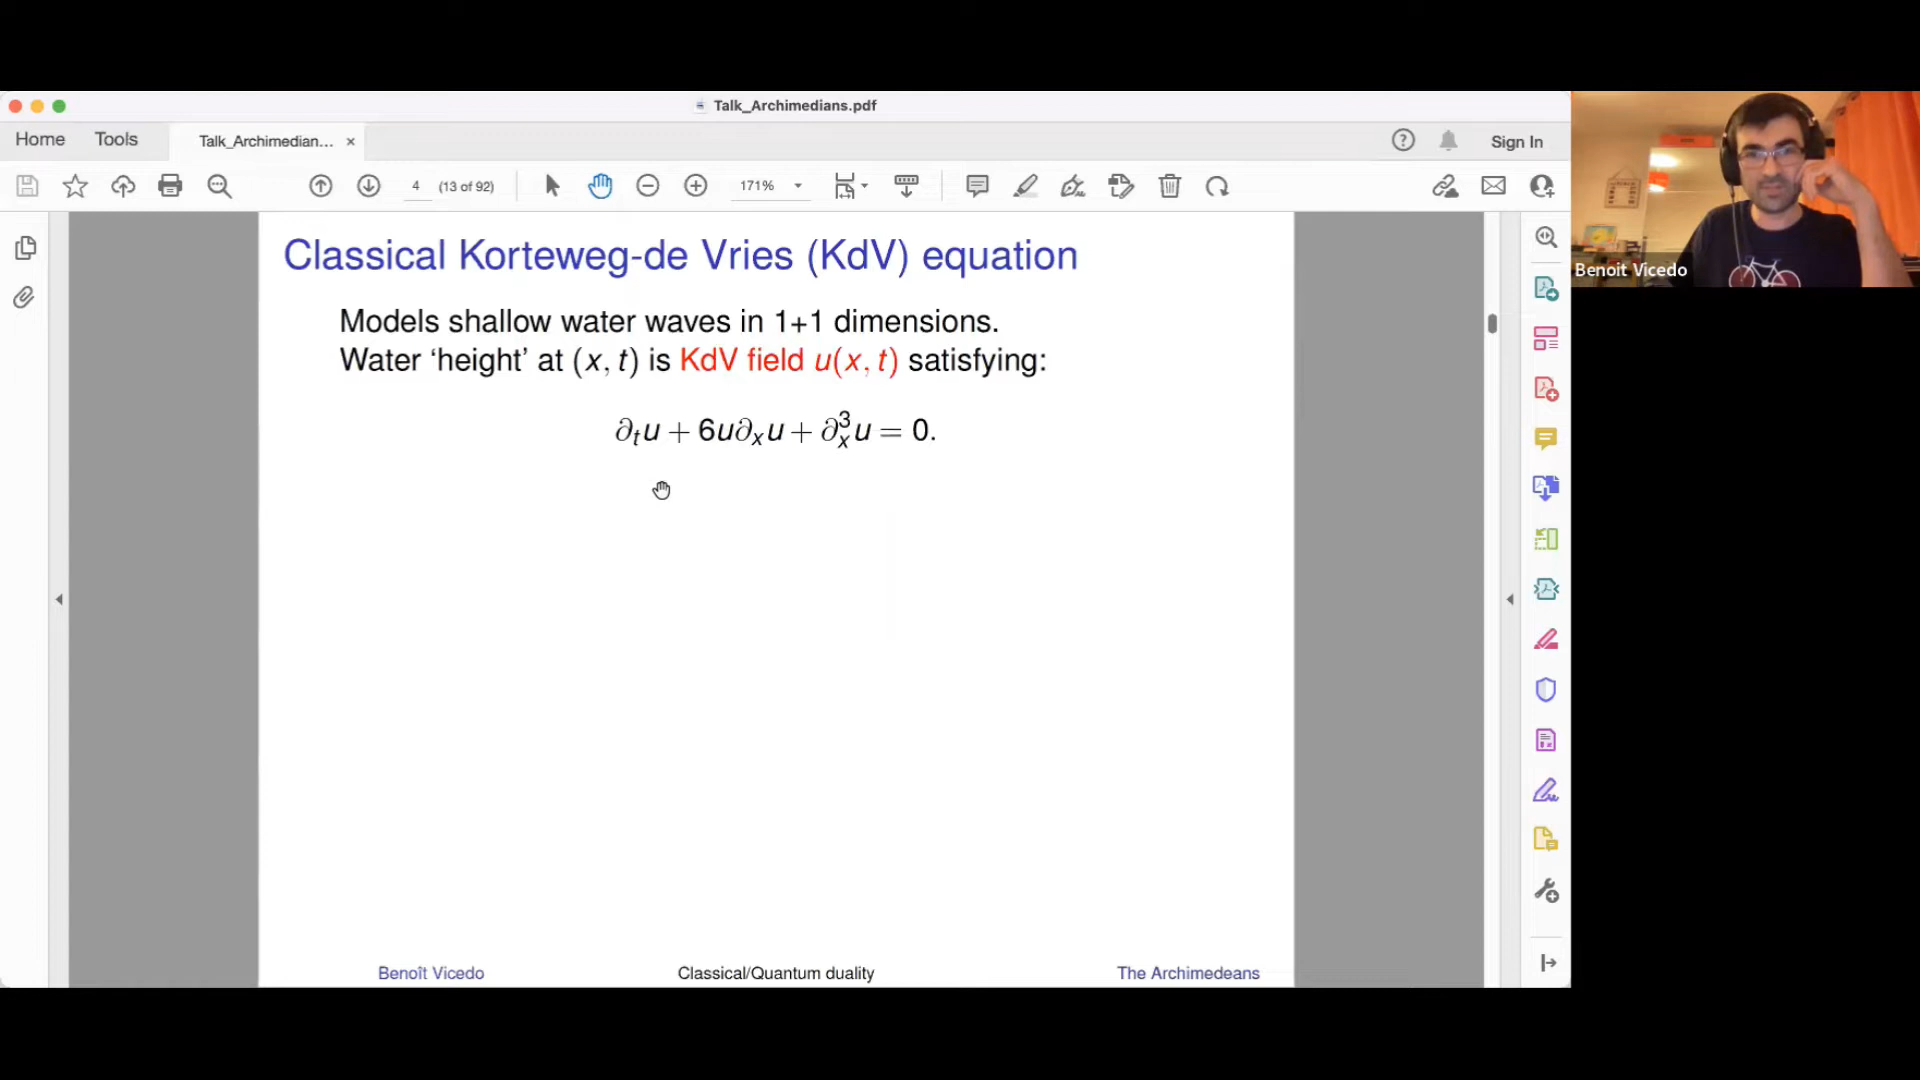 Talk_Archimedians.pdf
Home Tools Talk_Archimedian... × Sign In
4 (13 of 92) 171%
Classical Korteweg-de Vries (KdV) equation
Models shallow water waves in 1+1 dimensions.
Water ‘height’ at (x, t) is KdV field u(x, t) satisfying:
∂ₜu + 6u∂ₓu + ∂ₓ³u = 0.
Benoît Vicedo Classical/Quantum duality The Archimedeans
Benoit Vicedo